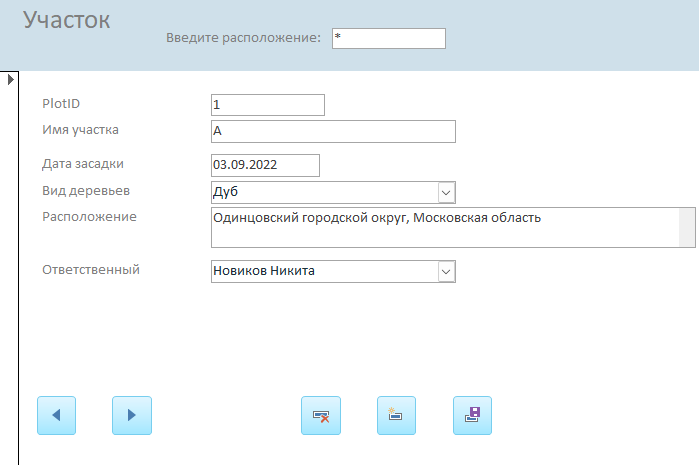 Участок
Введите расположение: *
PlotID 1
Имя участка А
Дата засадки 03.09.2022
Вид деревьев Дуб
Расположение Одинцовский городской округ, Московская область
Ответственный Новиков Никита